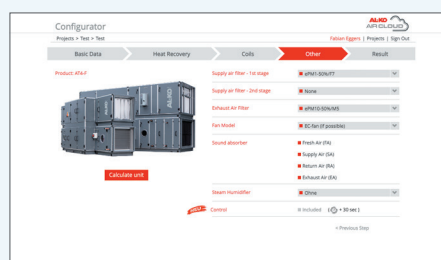 Configurator
AL-KO
AIR CLOUD
Projects > Test > Test
Fabian Eggers | Projects | Sign Out
Basic Data
Heat Recovery
Coils
Other
Result
Product: ATA-F
Supply air filter - 1st stage
ePM1-50%/F7
Supply air filter - 2nd stage
None
Exhaust Air Filter
ePM10-50%/M5
Fan Model
EC-fan (if possible)
Sound absorber
Fresh Air (FA)
Supply Air (SA)
Return Air (RA)
Exhaust Air (EA)
Calculate unit
Steam Humidifier
Ohne
Control
Included
( + 30 sec )
< Previous Step